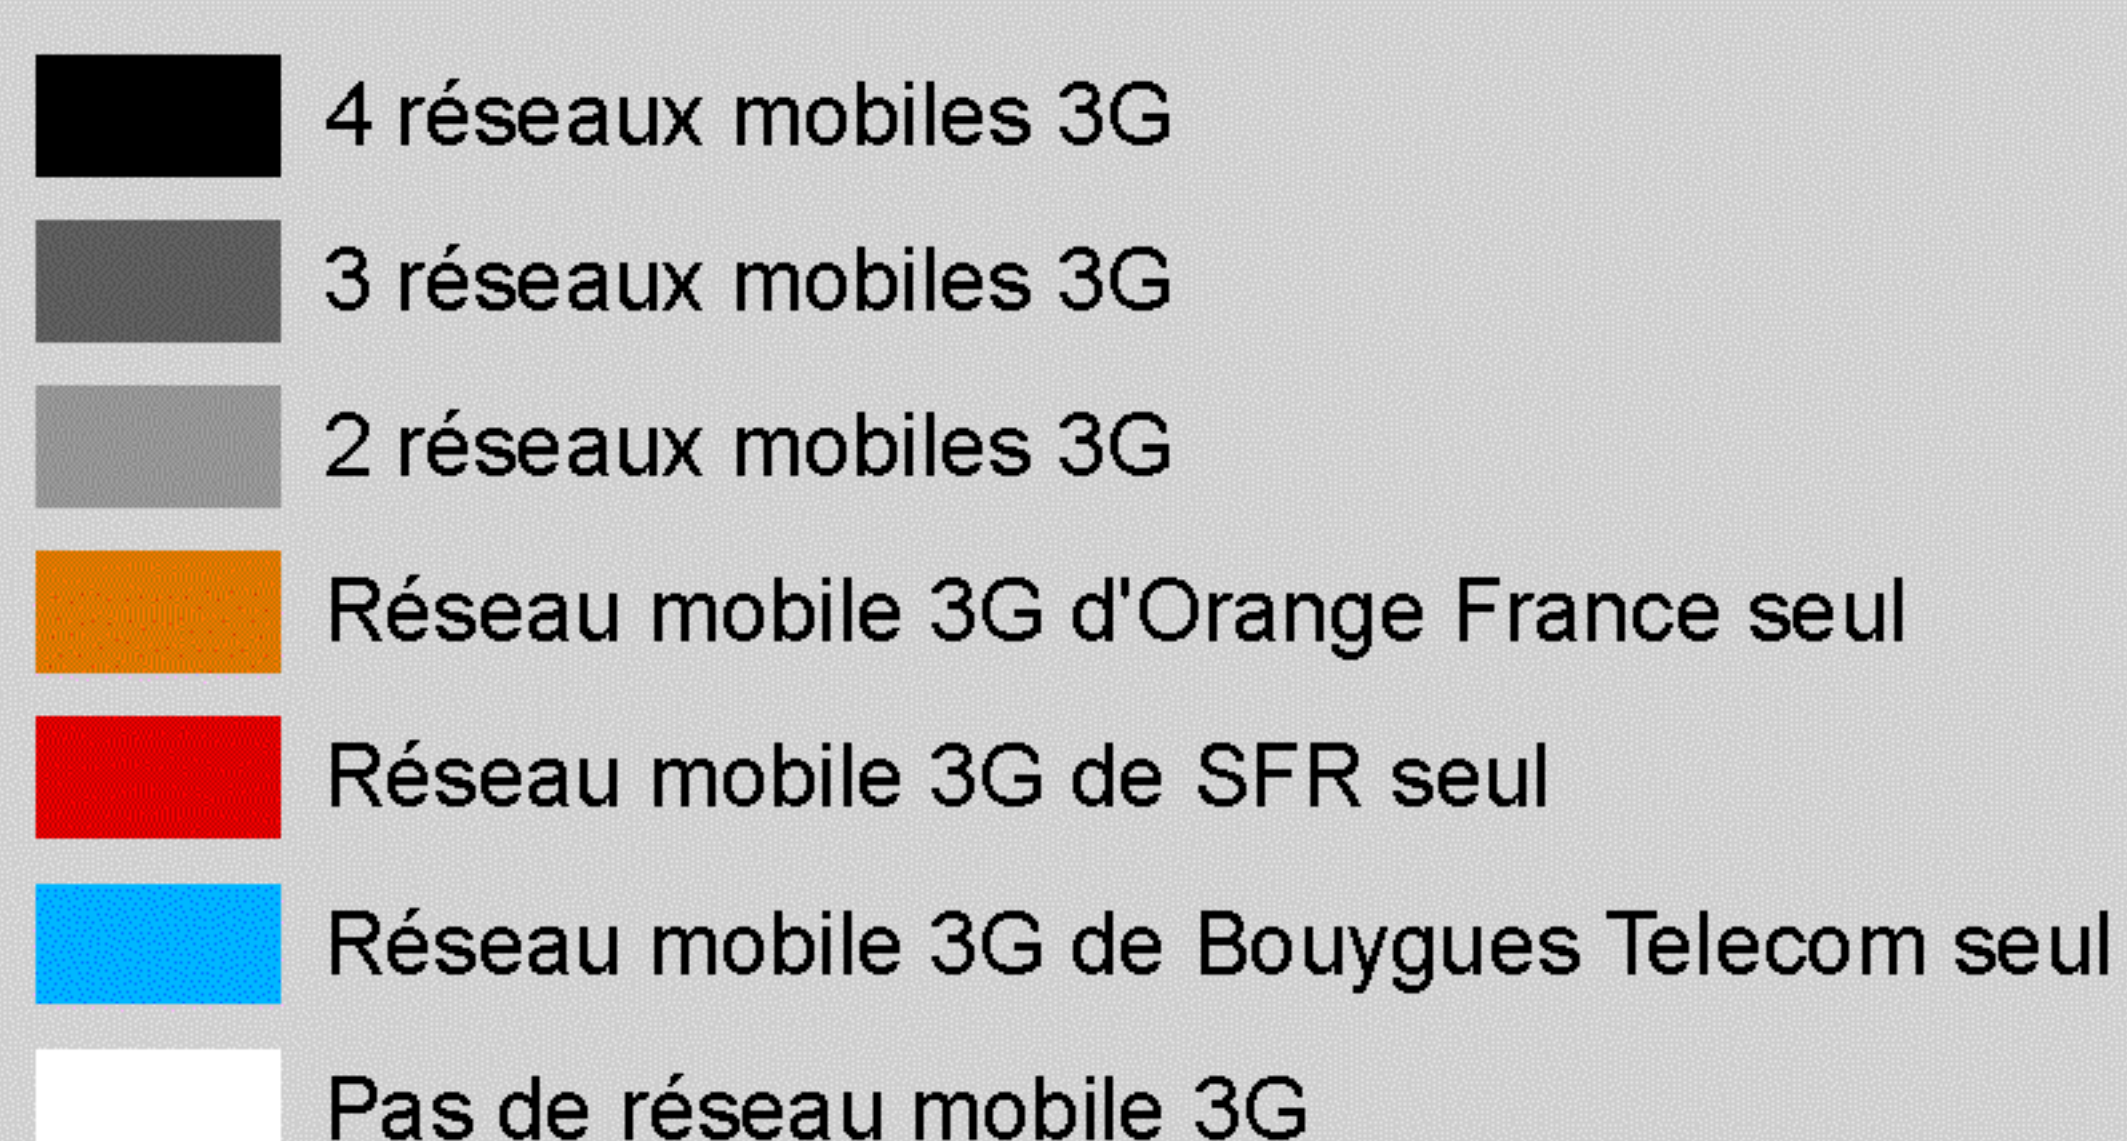 4 réseaux mobiles 3G
3 réseaux mobiles 3G
2 réseaux mobiles 3G
Réseau mobile 3G d'Orange France seul
Réseau mobile 3G de SFR seul
Réseau mobile 3G de Bouygues Telecom seul
Pas de réseau mobile 3G